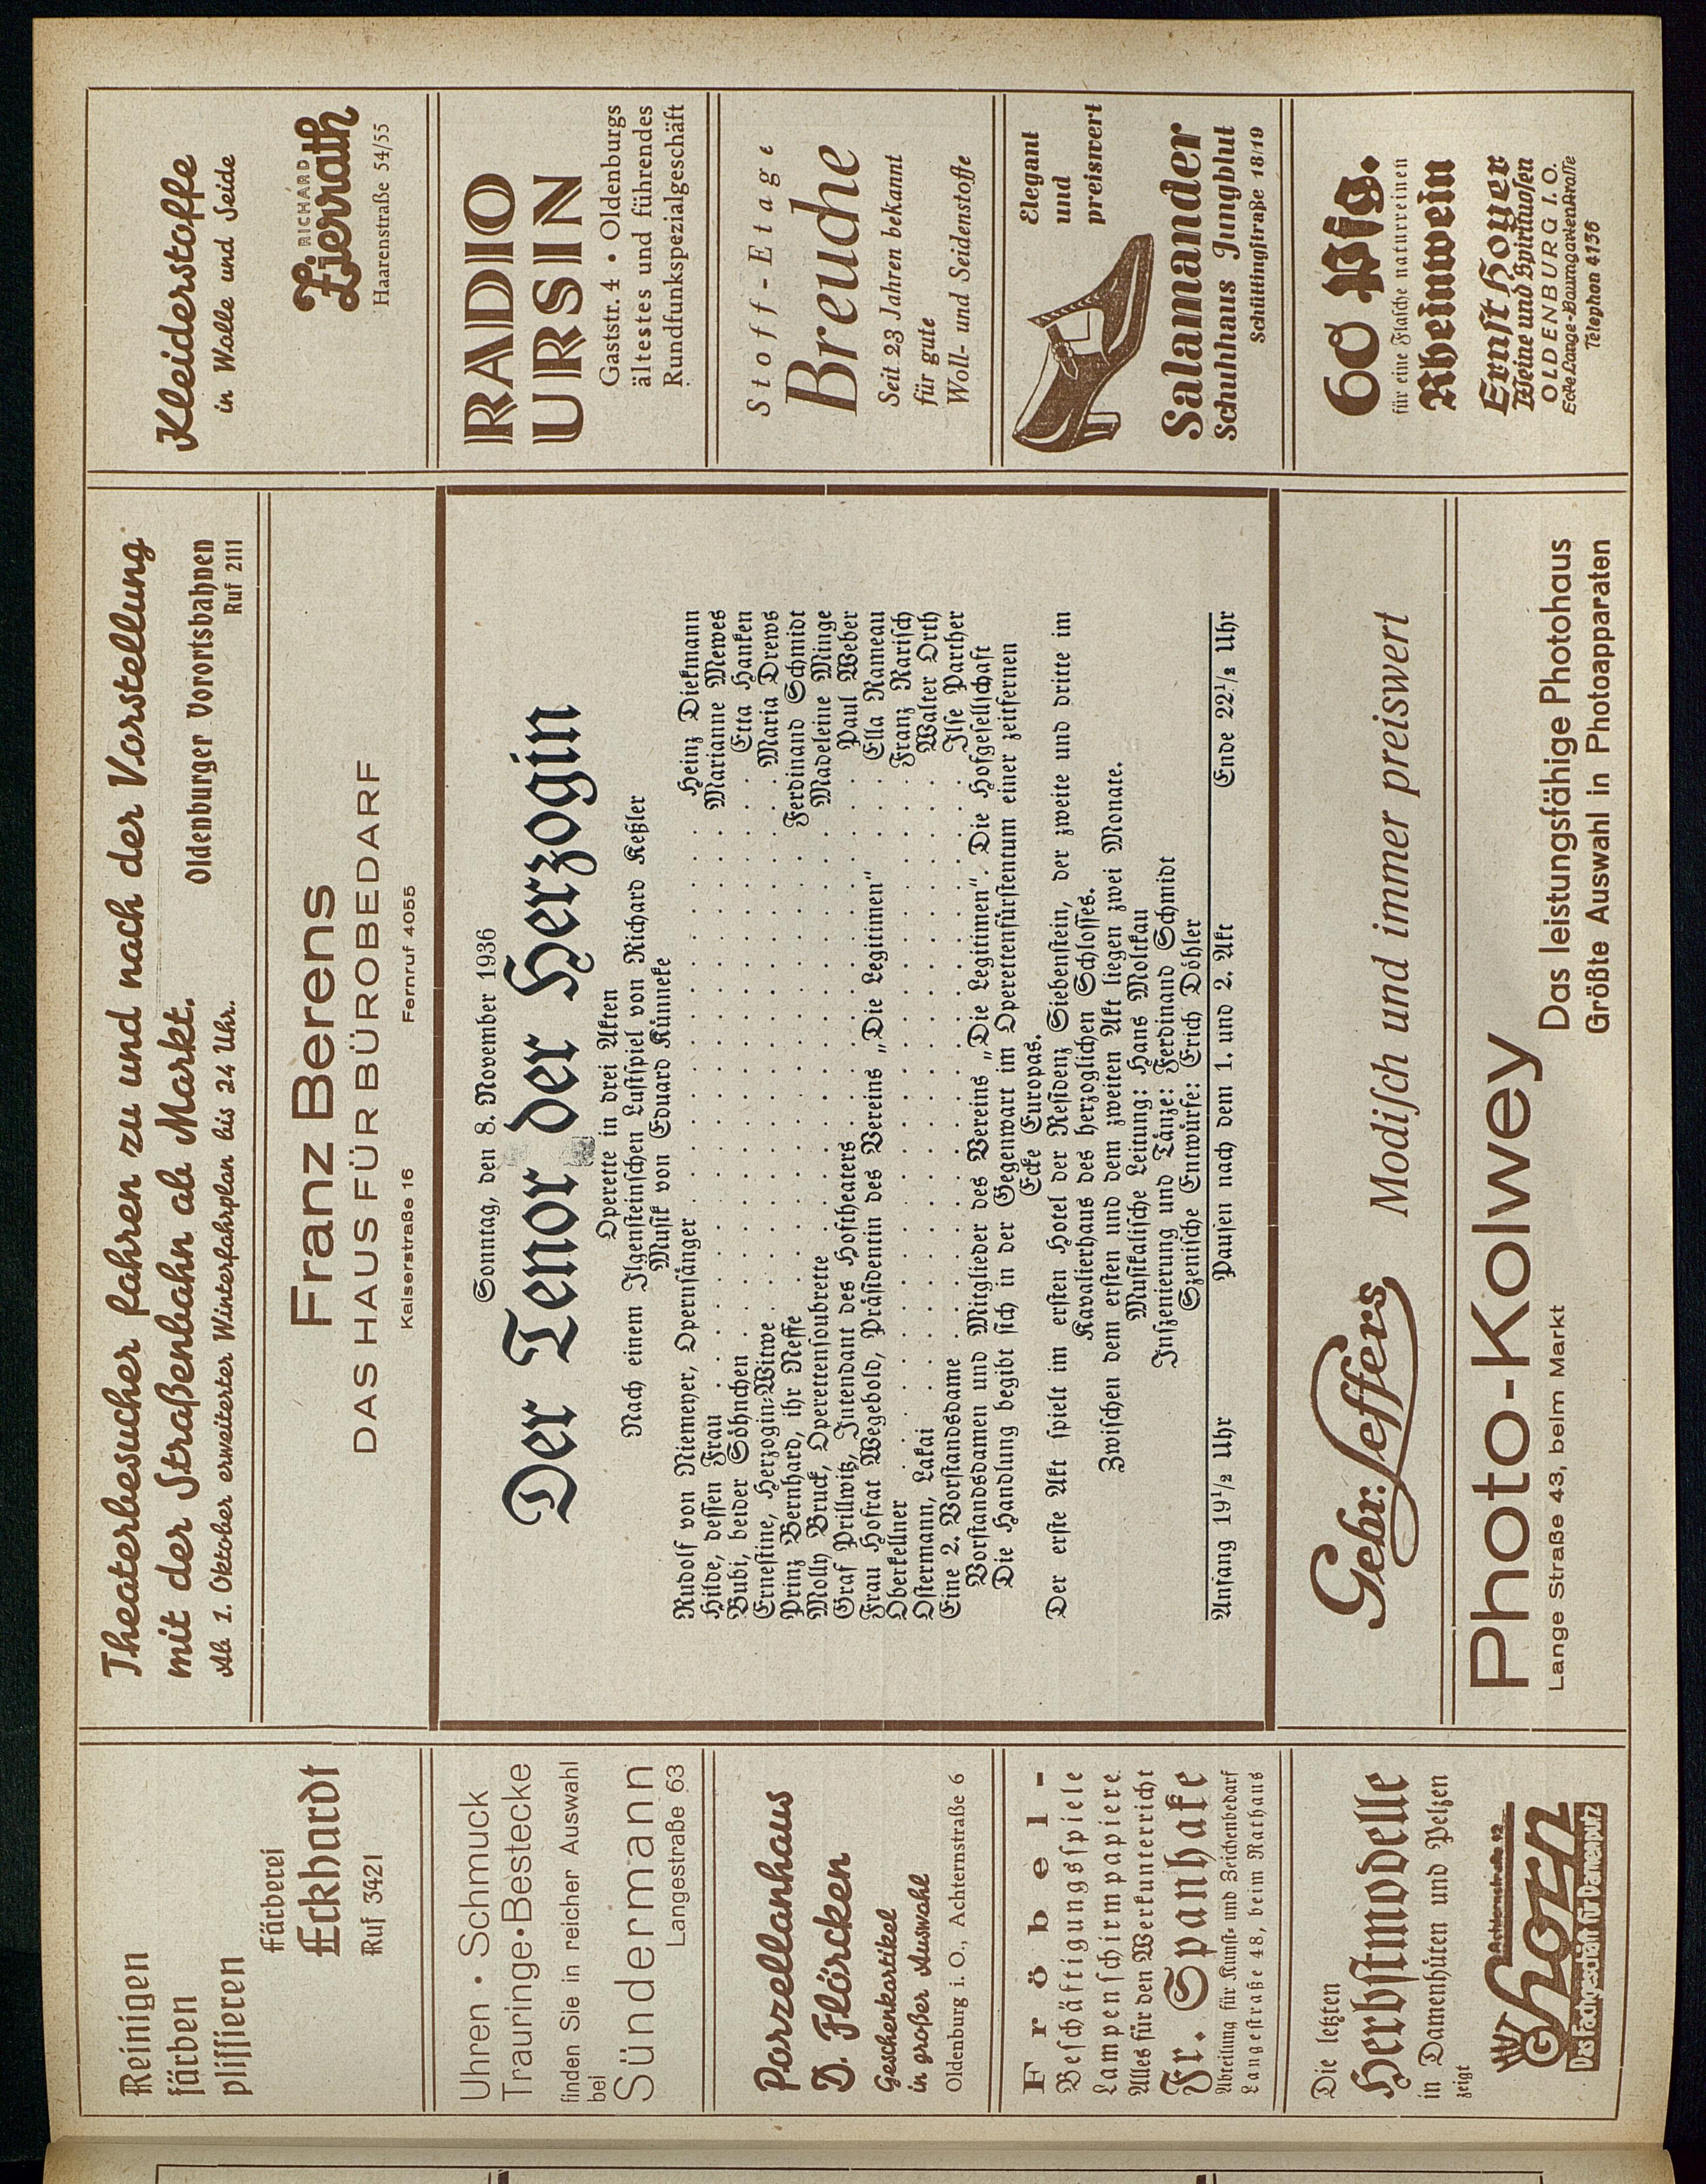 Reinigen
färben
plissieren
Färberei
Eckhardt
Ruf 3421
Theaterbesucher fahren zu und nach der Vorstellung
mit der Straßenbahn ab Markt.
Oldenburger Vorortsbahnen
Ab 1. Oktober erweiterter Winterfahrplan bis 24 Uhr.
Ruf 2111
Franz Berens
DAS HAUS FÜR BÜROBEDARF
Kaiserstraße 16 Fernruf 4055
Kleiderstoffe
in Wolle und Seide
RICHARD
Zierrath
Haarenstraße 54/55
Uhren · Schmuck
Trauringe·Bestecke
finden Sie in reicher Auswahl
bei
Sündermann
Langestraße 63
Porzellanhaus
D. Flörcken
Geschenkartikel
in großer Auswahl
Oldenburg i. O., Achternstraße 6
Fröbel-
Beschäftigungsspiele
Lampenschirmpapiere
Alles für den Werkunterricht
Fr. Spanhake
Abteilung für Kunst- und Zeichenbedarf
Langestraße 48, beim Rathaus
Die letzten
Herbstmodelle
in Damenhüten und Pelzen
zeigt
Achternstraße 42
Horn
Das Fachgeschäft für Damenputz
Sonntag, den 8. November 1936
Der Tenor der Herzogin
Operette in drei Akten
Nach einem Ilgensteinschen Lustspiel von Richard Keßler
Musik von Eduard Künneke
Rudolf von Niemeyer, Opernsänger . . . Heinz Diekmann
Hilde, dessen Frau . . . Marianne Mewes
Bubi, beider Söhnchen . . . Etta Hanken
Ernestine, Herzogin-Witwe . . . Maria Drews
Prinz Bernhard, ihr Neffe . . . Ferdinand Schmidt
Molly Bruck, Operettensoubrette . . . Madeleine Minge
Graf Prillwitz, Intendant des Hoftheaters . . . Paul Weber
Frau Hofrat Wegebold, Präsidentin des Vereins „Die Legitimen“ . . . Ella Rameau
Oberkellner . . . Franz Rarisch
Ostermann, Lakai . . . Walter Orth
Eine 2. Vorstandsdame . . . Ilse Parther
Vorstandsdamen und Mitglieder des Vereins „Die Legitimen“. Die Hofgesellschaft
Die Handlung begibt sich in der Gegenwart im Operettenfürstentum einer zeitfernen
Ecke Europas.
Der erste Akt spielt im ersten Hotel der Residenz Siebenstein, der zweite und dritte im
Kavalierhaus des herzoglichen Schlosses.
Zwischen dem ersten und dem zweiten Akt liegen zwei Monate.
Musikalische Leitung: Hans Moltkau
Inszenierung und Tänze: Ferdinand Schmidt
Szenische Entwürfe: Erich Döhler
Anfang 19½ Uhr Pausen nach dem 1. und 2. Akt Ende 22½ Uhr
RADIO
URSIN
Gaststr. 4 • Oldenburgs
ältestes und führendes
Rundfunkspezialgeschäft
Stoff-Etage
Breuche
Seit 23 Jahren bekannt
für gute
Woll- und Seidenstoffe
Elegant
und
preiswert
Salamander
Schuhhaus Jungblut
Schüttingstraße 18/19
60 Pfg.
für eine Flasche naturreinen
Rheinwein
Ernst Hoyer
Weine und Spirituosen
OLDENBURG I.O.
Ecke Lange-Baumgartenstraße
Telephon 4136
Gebr. Leffers Modisch und immer preiswert
Photo-Kolwey
Lange Straße 43, beim Markt
Das leistungsfähige Photohaus
Größte Auswahl in Photoapparaten